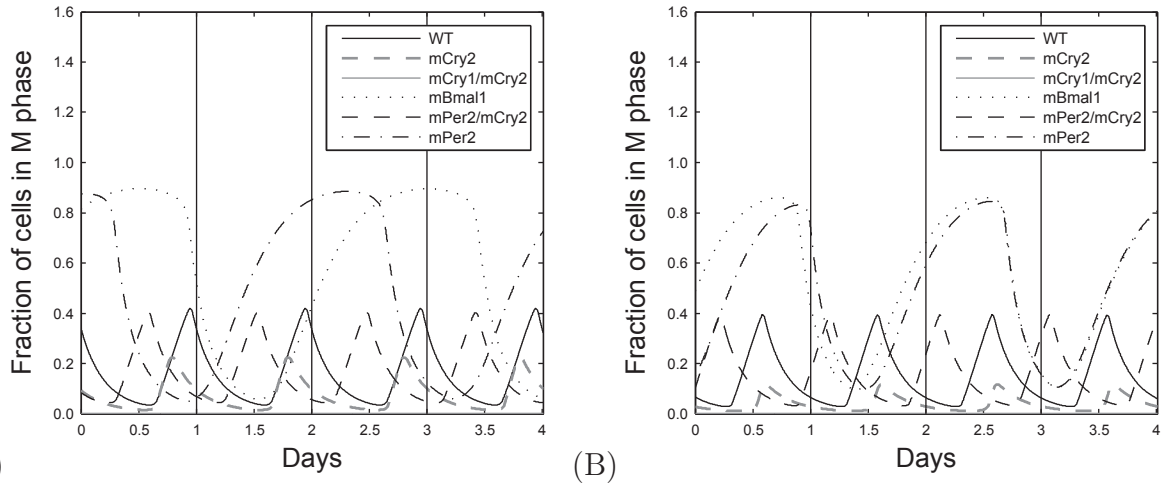 1.6
1.4
1.2
1.0
0.8
0.6
0.4
0.2
0.0
Fraction of cells in M phase
WT
mCry2
mCry1/mCry2
mBmal1
mPer2/mCry2
mPer2
0 0.5 1 1.5 2 2.5 3 3.5 4
Days
)
(B)
1.6
1.4
1.2
1.0
0.8
0.6
0.4
0.2
0.0
Fraction of cells in M phase
WT
mCry2
mCry1/mCry2
mBmal1
mPer2/mCry2
mPer2
0 0.5 1 1.5 2 2.5 3 3.5 4
Days